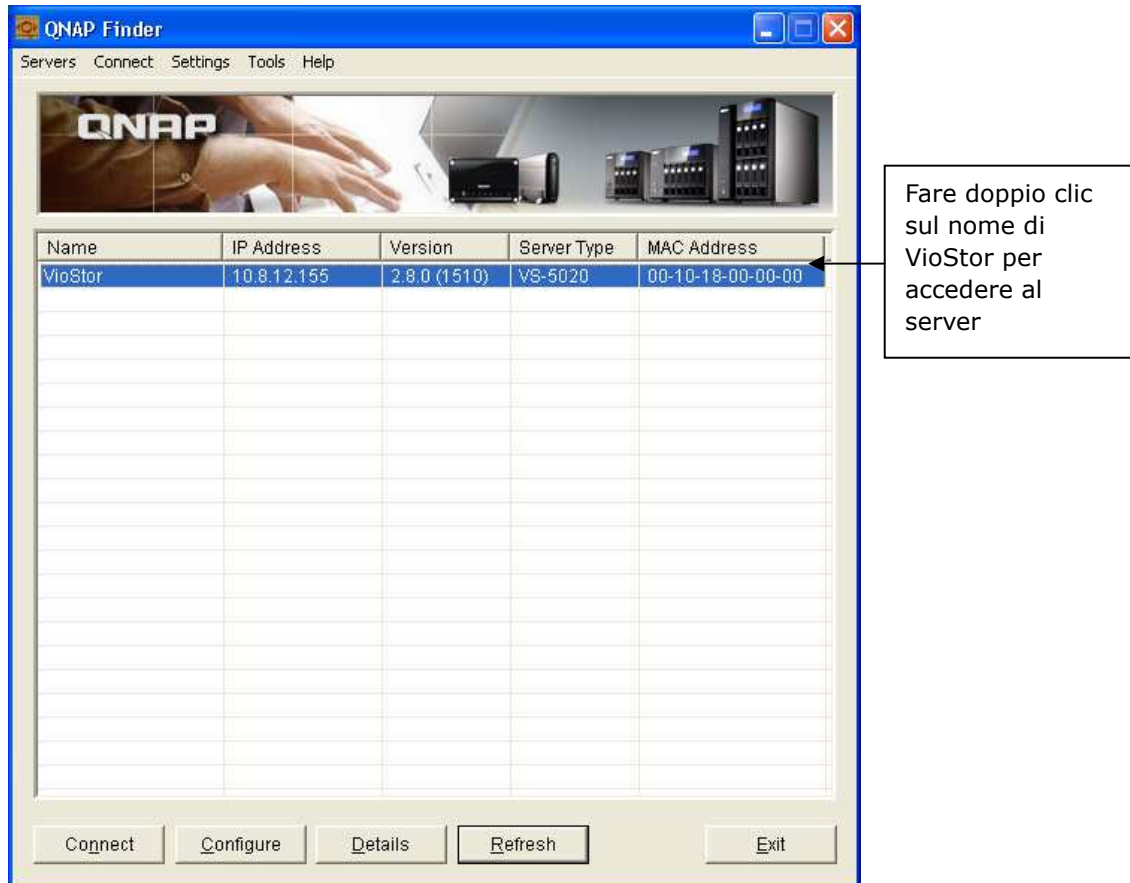 QNAP Finder
Servers Connect Settings Tools Help
QNAP
Name IP Address Version Server Type MAC Address
VioStor 10.8.12.155 2.8.0 (1510) VS-5020 00-10-18-00-00-00
Fare doppio clic
sul nome di
VioStor per
accedere al
server
Connect Configure Details Refresh Exit